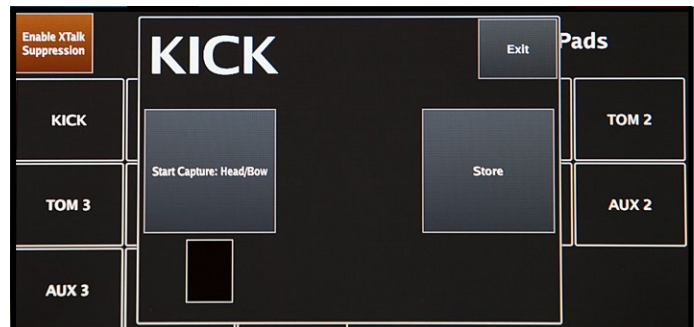 Enable XTalk
Suppression
KICK
Exit
Pads
KICK
TOM 2
Start Capture: Head/Bow
Store
TOM 3
AUX 2
AUX 3